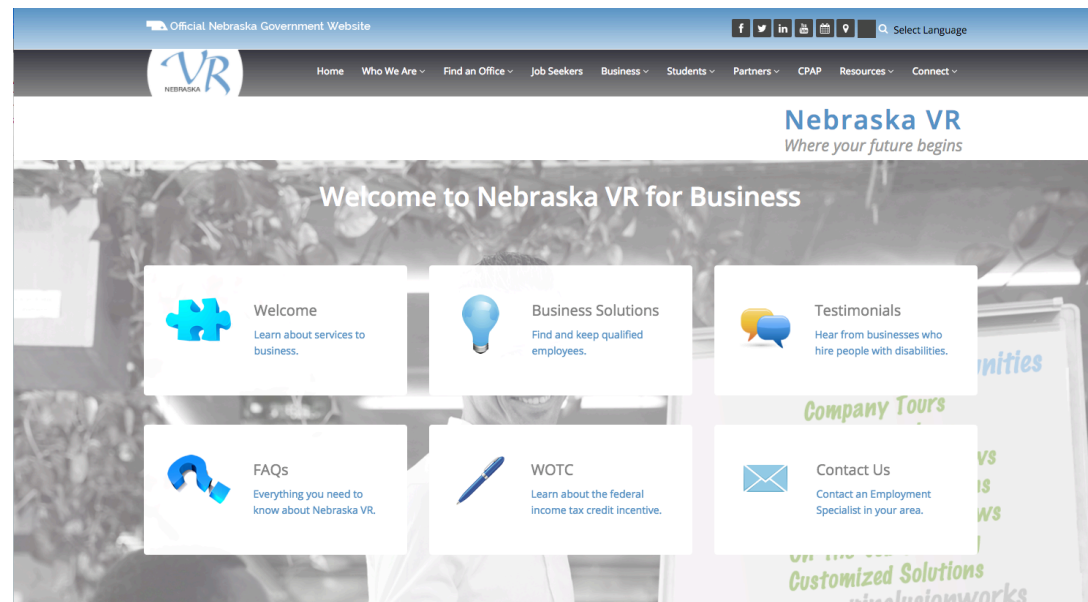 Official Nebraska Government Website
Select Language
VR
NEBRASKA
Home Who We Are Find an Office Job Seekers Business Students Partners CPAP Resources Connect
Nebraska VR
Where your future begins
Welcome to Nebraska VR for Business
Welcome
Learn about services to
business.
Business Solutions
Find and keep qualified
employees.
Testimonials
Hear from businesses who
hire people with disabilities.
Company Tours
FAQs
Everything you need to
know about Nebraska VR.
WOTC
Learn about the federal
income tax credit incentive.
Contact Us
Contact an Employment
Specialist in your area.
Customized Solutions